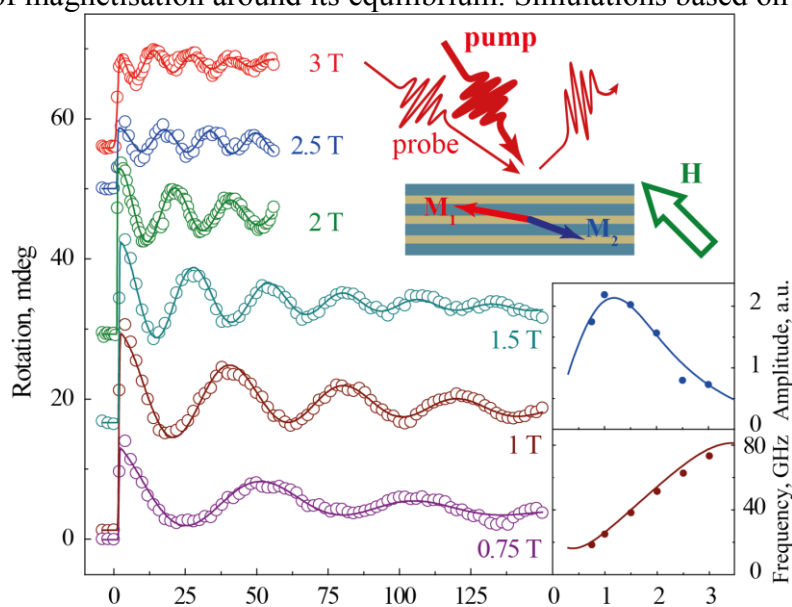 of magnetisation around its equilibrium. Simulations based on
pump
probe
H
M1
M2
3 T
2.5 T
2 T
1.5 T
1 T
0.75 T
Rotation, mdeg
60
40
20
0
0 25 50 75 100 125
2
1
0
Amplitude, a.u.
80
40
0
Frequency, GHz
0 1 2 3